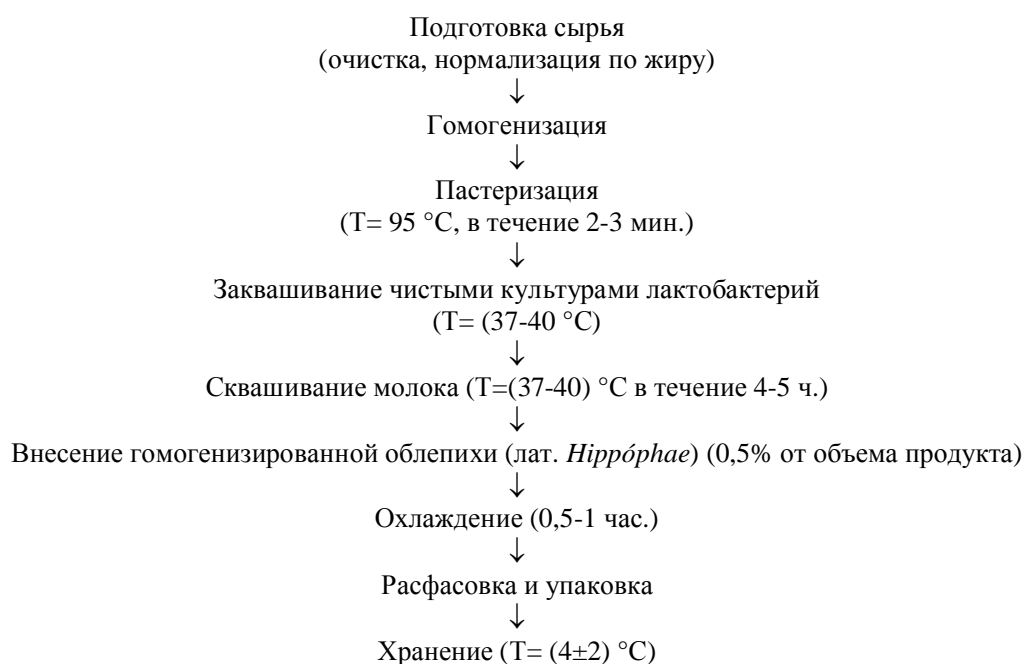 Подготовка сырья
(очистка, нормализация по жиру)
↓
Гомогенизация
↓
Пастеризация
(Т= 95 °С, в течение 2-3 мин.)
↓
Заквашивание чистыми культурами лактобактерий
(Т= (37-40 °С)
↓
Сквашивание молока (Т=(37-40) °С в течение 4-5 ч.)
↓
Внесение гомогенизированной облепихи (лат. Hippóphae) (0,5% от объема продукта)
↓
Охлаждение (0,5-1 час.)
↓
Расфасовка и упаковка
↓
Хранение (Т= (4±2) °С)